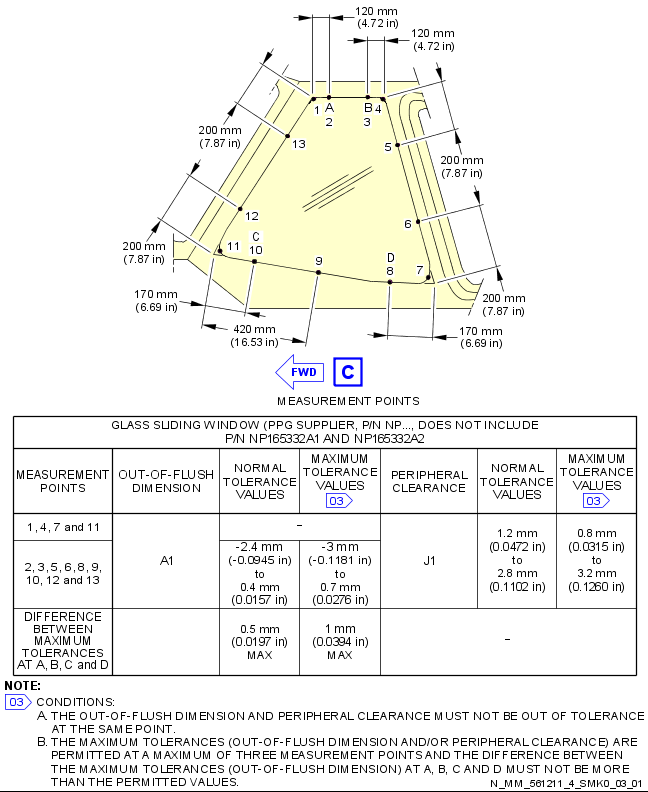 120 mm
(4.72 in)
120 mm
(4.72 in)
1 A B 4
2 3
13 5
200 mm
(7.87 in)
200 mm
(7.87 in)
12
6
C
11 10
9
D
8 7
200 mm
(7.87 in)
170 mm
(6.69 in)
420 mm
(16.53 in)
200 mm
(7.87 in)
170 mm
(6.69 in)
FWD C
MEASUREMENT POINTS
GLASS SLIDING WINDOW (PPG SUPPLIER, P/N NP..., DOES NOT INCLUDE
P/N NP165332A1 AND NP165332A2
MEASUREMENT
POINTS
OUT-OF-FLUSH
DIMENSION
NORMAL
TOLERANCE
VALUES
MAXIMUM
TOLERANCE
VALUES
03
PERIPHERAL
CLEARANCE
NORMAL
TOLERANCE
VALUES
MAXIMUM
TOLERANCE
VALUES
03
1, 4, 7 and 11
–
2, 3, 5, 6, 8, 9,
10, 12 and 13
A1
-2.4 mm
(-0.0945 in)
to
0.4 mm
(0.0157 in)
-3 mm
(-0.1181 in)
to
0.7 mm
(0.0276 in)
J1
1.2 mm
(0.0472 in)
to
2.8 mm
(0.1102 in)
0.8 mm
(0.0315 in)
to
3.2 mm
(0.1260 in)
DIFFERENCE
BETWEEN
MAXIMUM
TOLERANCES
AT A, B, C and D
0.5 mm
(0.0197 in)
MAX
1 mm
(0.0394 in)
MAX
–
NOTE:
03 CONDITIONS:
A. THE OUT-OF-FLUSH DIMENSION AND PERIPHERAL CLEARANCE MUST NOT BE OUT OF TOLERANCE
AT THE SAME POINT.
B. THE MAXIMUM TOLERANCES (OUT-OF-FLUSH DIMENSION AND/OR PERIPHERAL CLEARANCE) ARE
PERMITTED AT A MAXIMUM OF THREE MEASUREMENT POINTS AND THE DIFFERENCE BETWEEN
THE MAXIMUM TOLERANCES (OUT-OF-FLUSH DIMENSION) AT A, B, C AND D MUST NOT BE MORE
THAN THE PERMITTED VALUES.
N_MM_561211_4_SMK0_03_01